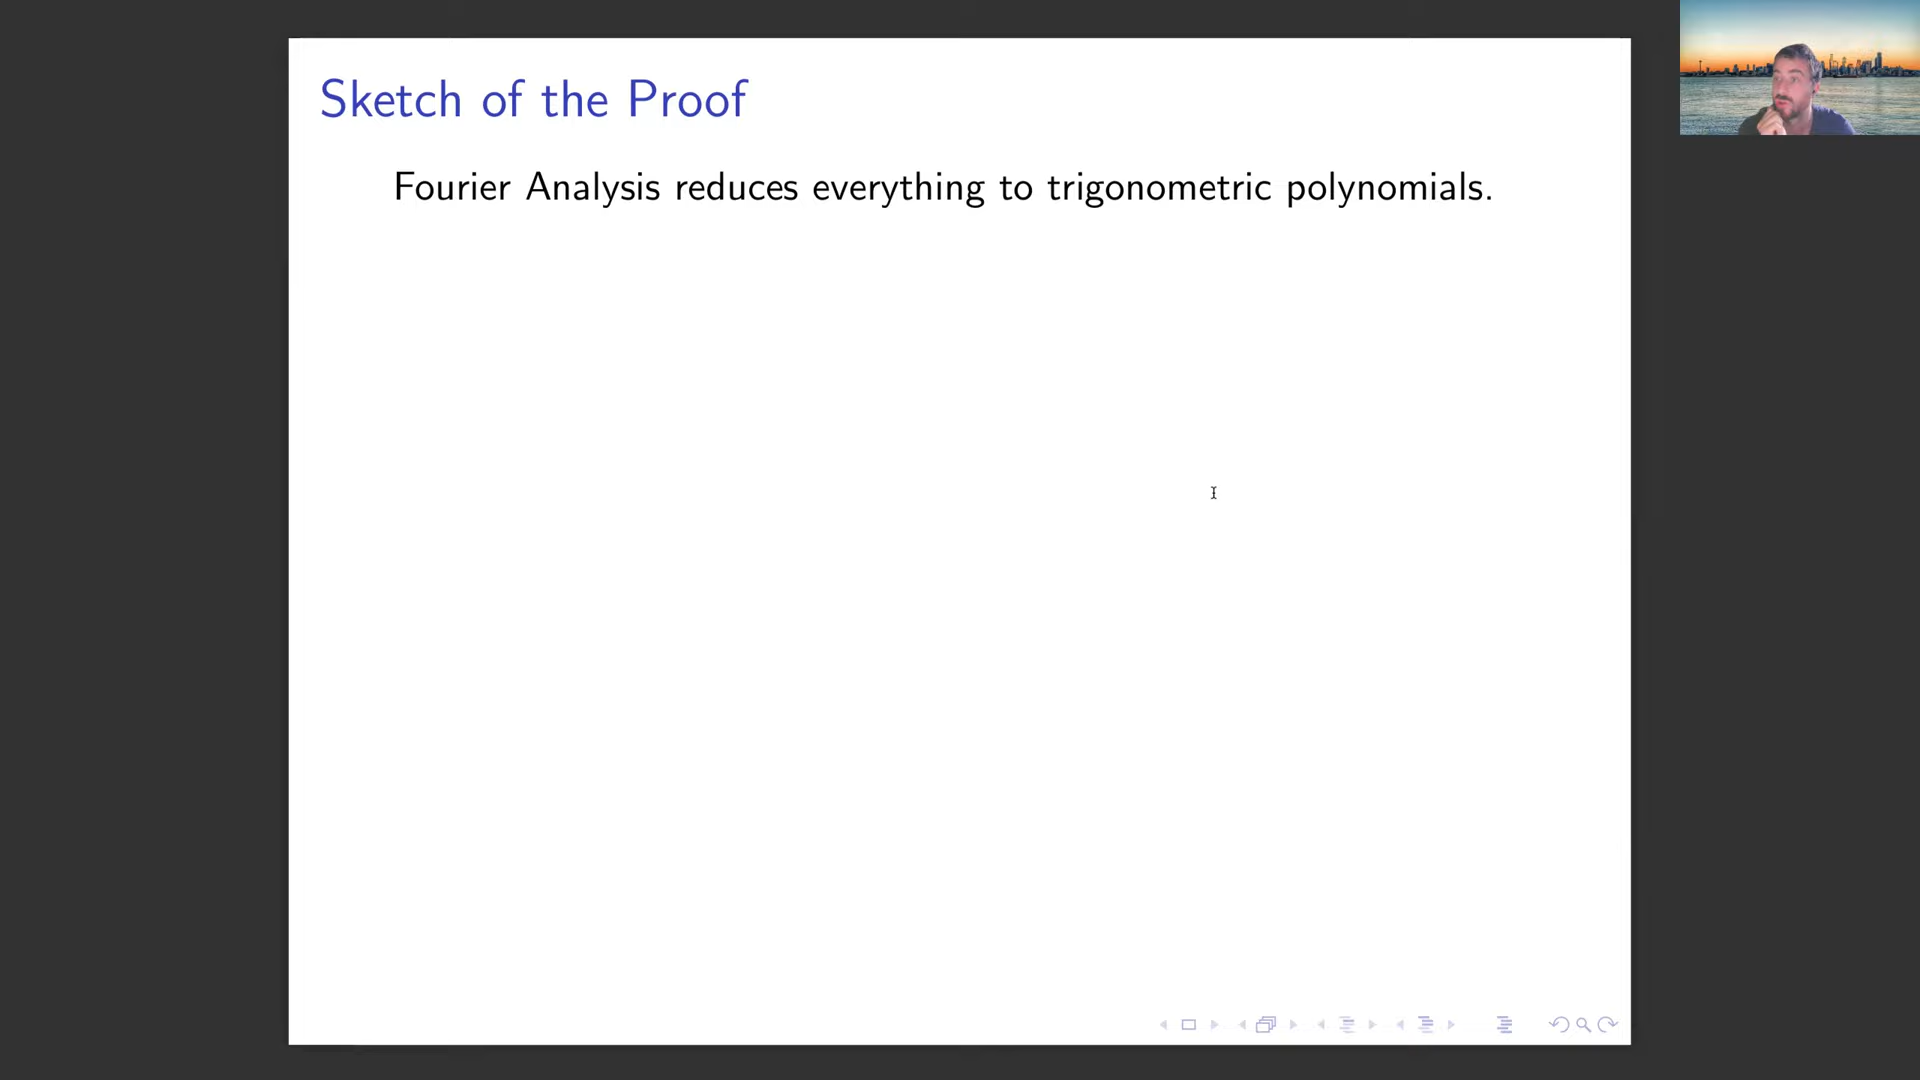 Sketch of the Proof
Fourier Analysis reduces everything to trigonometric polynomials.